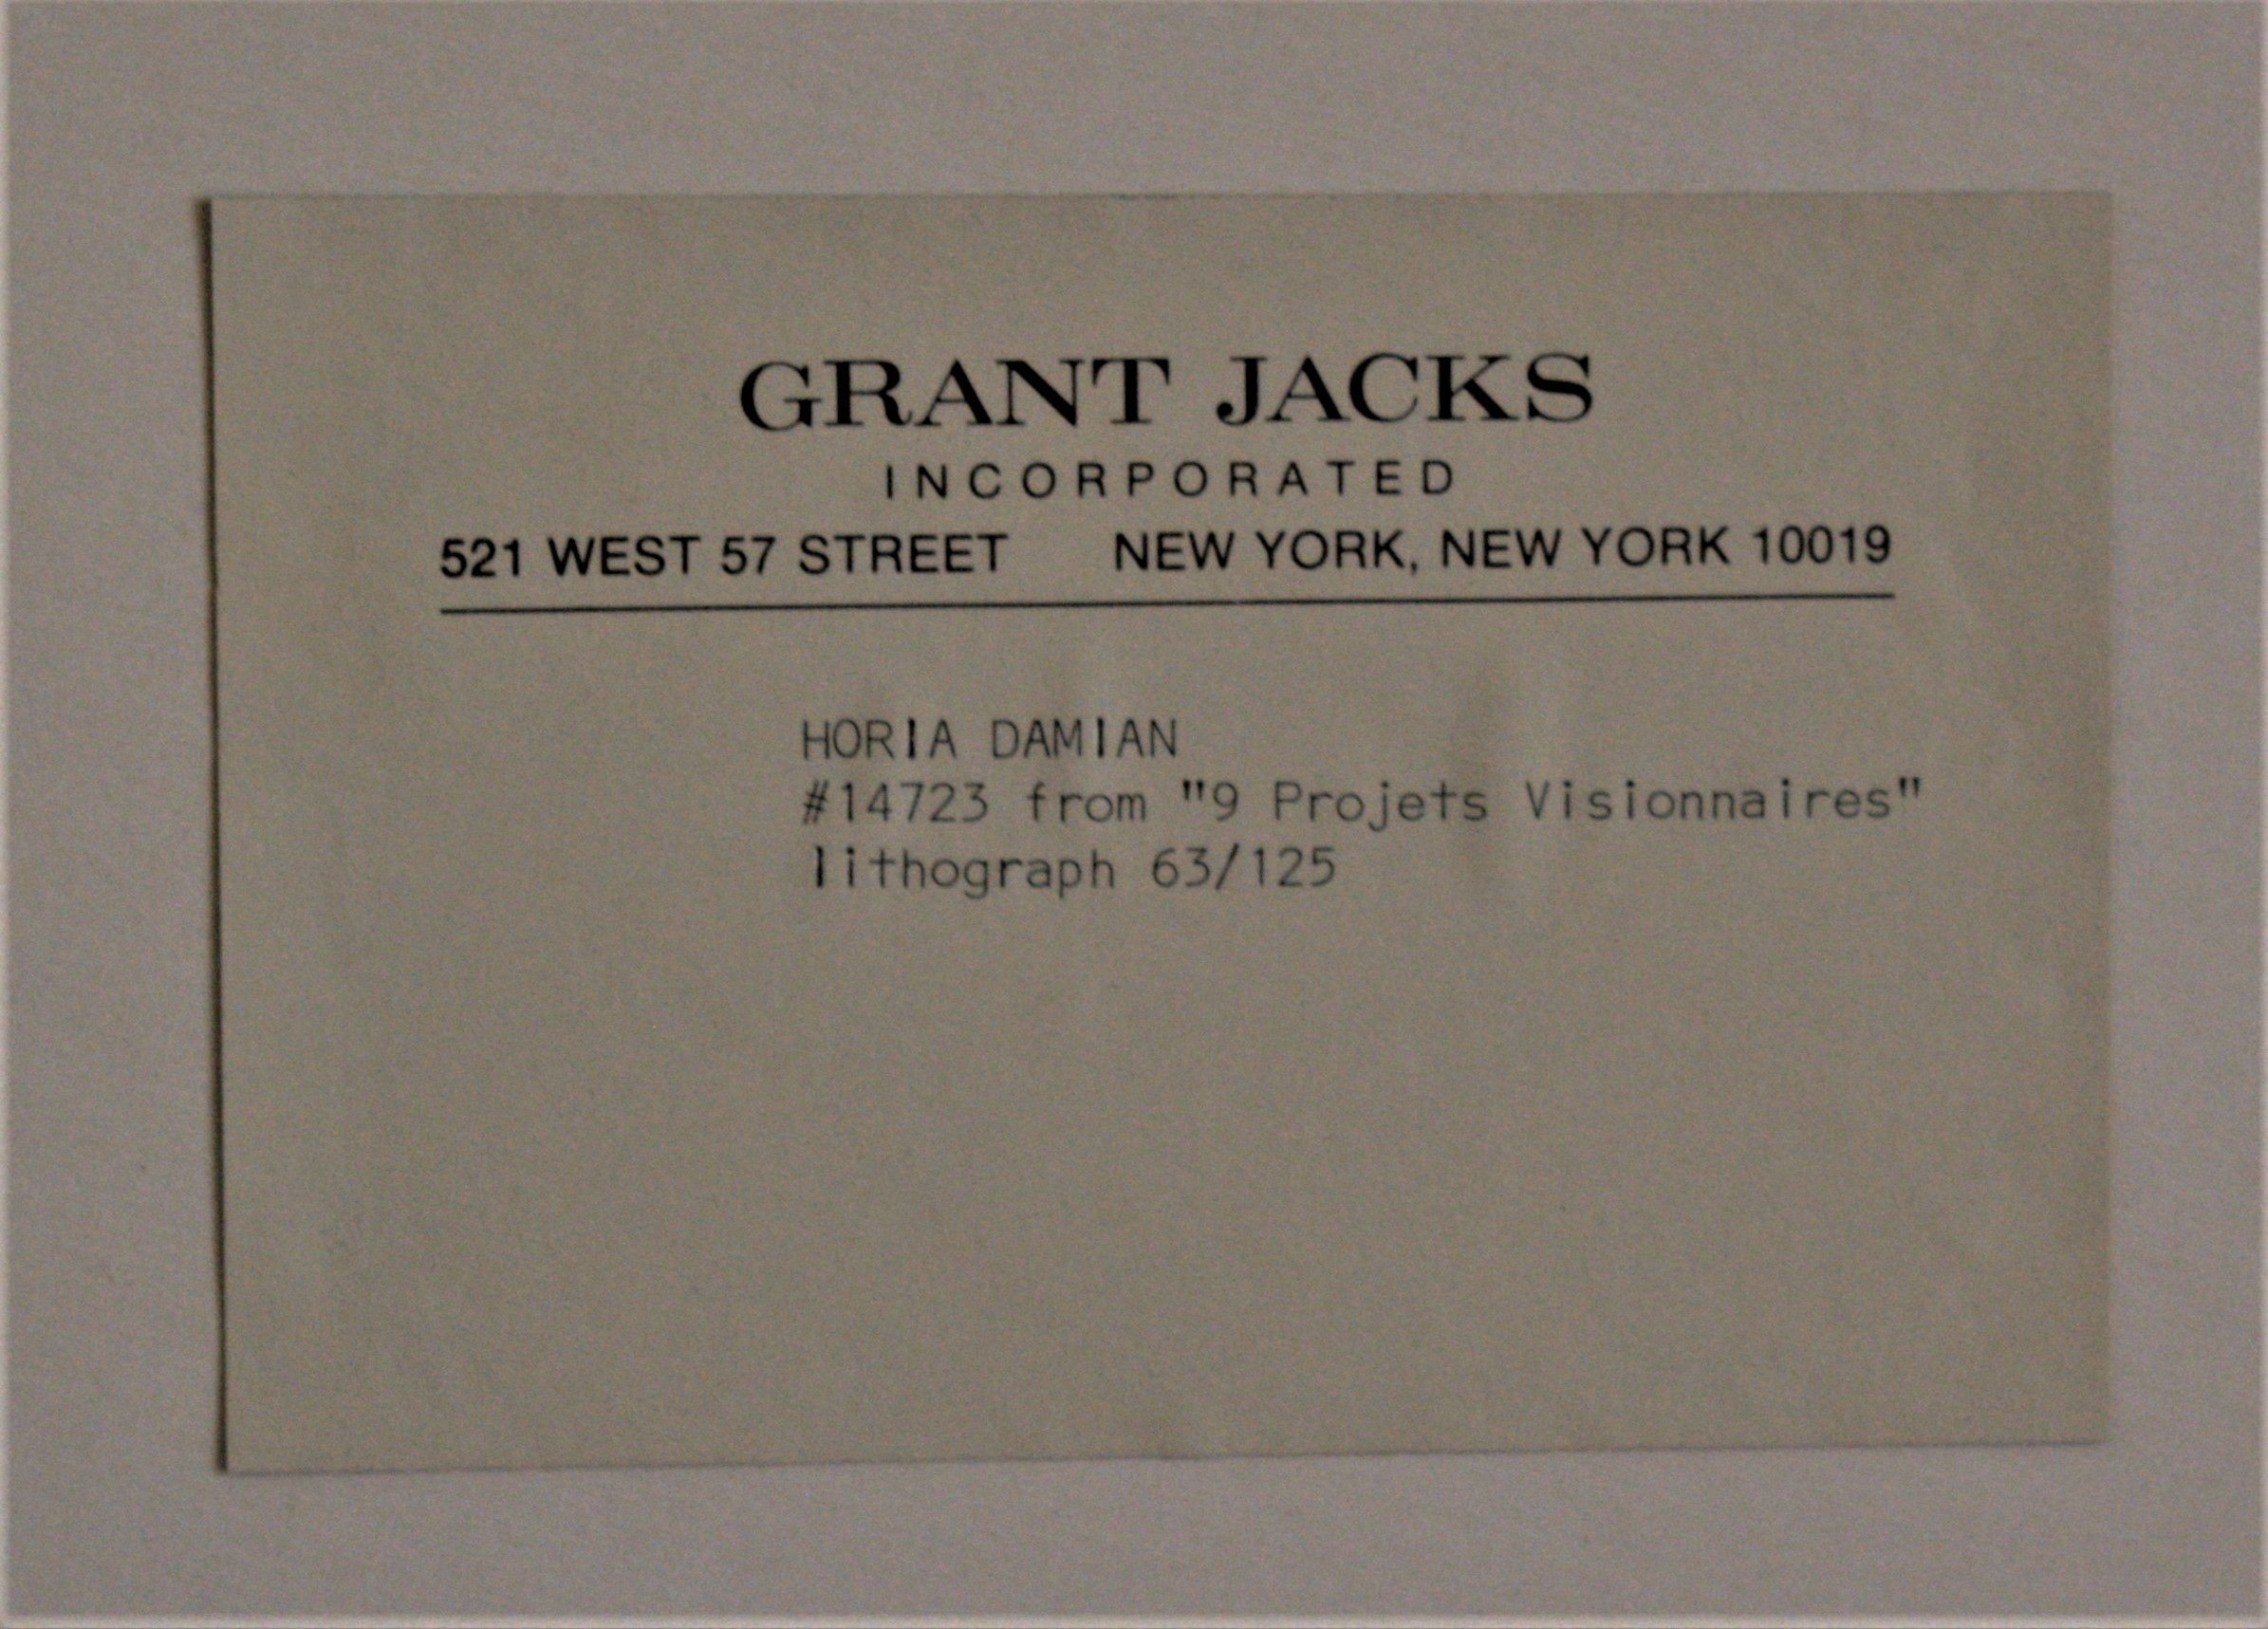 GRANT JACKS
INCORPORATED
521 WEST 57 STREET NEW YORK, NEW YORK 10019
HORIA DAMIAN
#14723 from "9 Projets Visionnaires"
lithograph 63/125